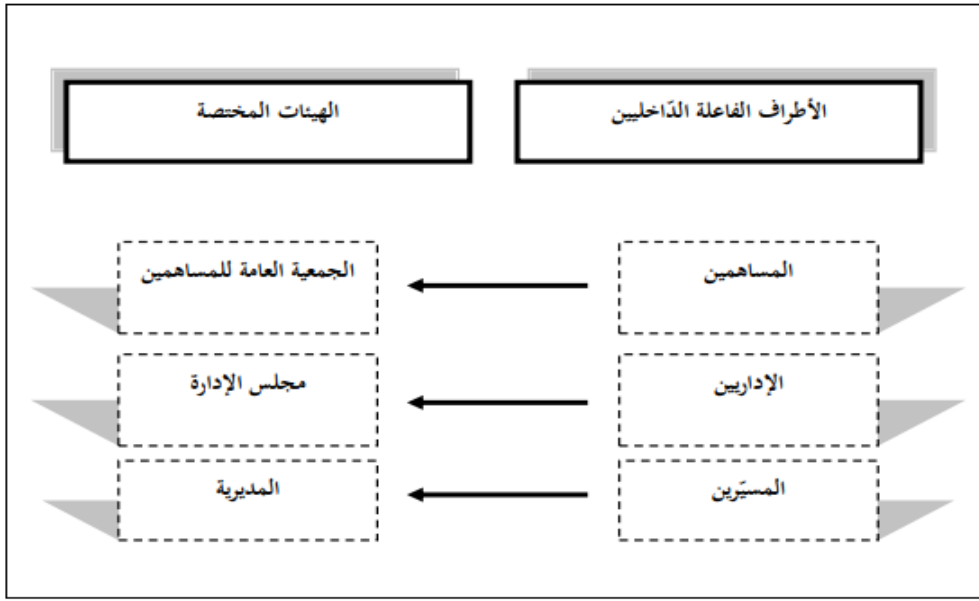 الأطراف الفاعلة الدّاخليين
الهيئات المختصة
المساهمين
الجمعية العامة للمساهمين
الإداريين
مجلس الإدارة
المسيّرين
المديرية